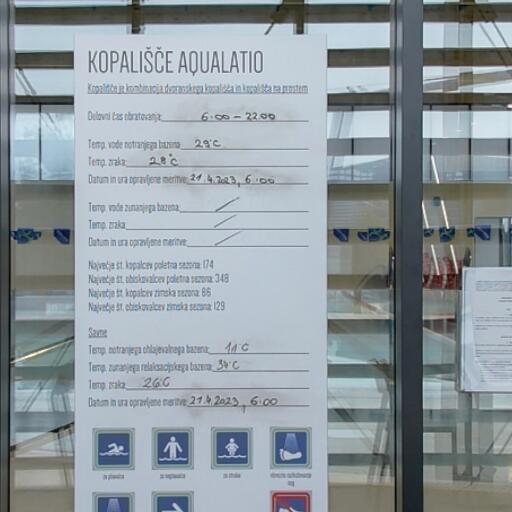 KOPALIŠČE AQUALATIO
Kopališče je kombinacija dvoranskega kopališča in kopališča na prostem
Delovni čas obratovanja: 6:00 - 22:00
Temp. vode notranjega bazena: 29°C
Temp. zraka: 28°C
Datum in ura opravljene meritve: 21.4.2023, 6:00
Temp. vode zunanjega bazena: /
Temp. zraka: /
Datum in ura opravljene meritve: /
Največje št. kopalcev poletna sezona: 174
Največje št. obiskovalcev poletna sezona: 348
Največje št. kopalcev zimska sezona: 86
Največje št. obiskovalcev zimska sezona: 129
Savne
Temp. notranjega ohlajevalnega bazena: 11°C
Temp. zunanjega relaksacijskega bazena: 34°C
Temp. zraka: 26°C
Datum in ura opravljene meritve: 21.4.2023, 6:00
za plavalce
za neplavalce
za otroke
obvezno razkuževanje
nog